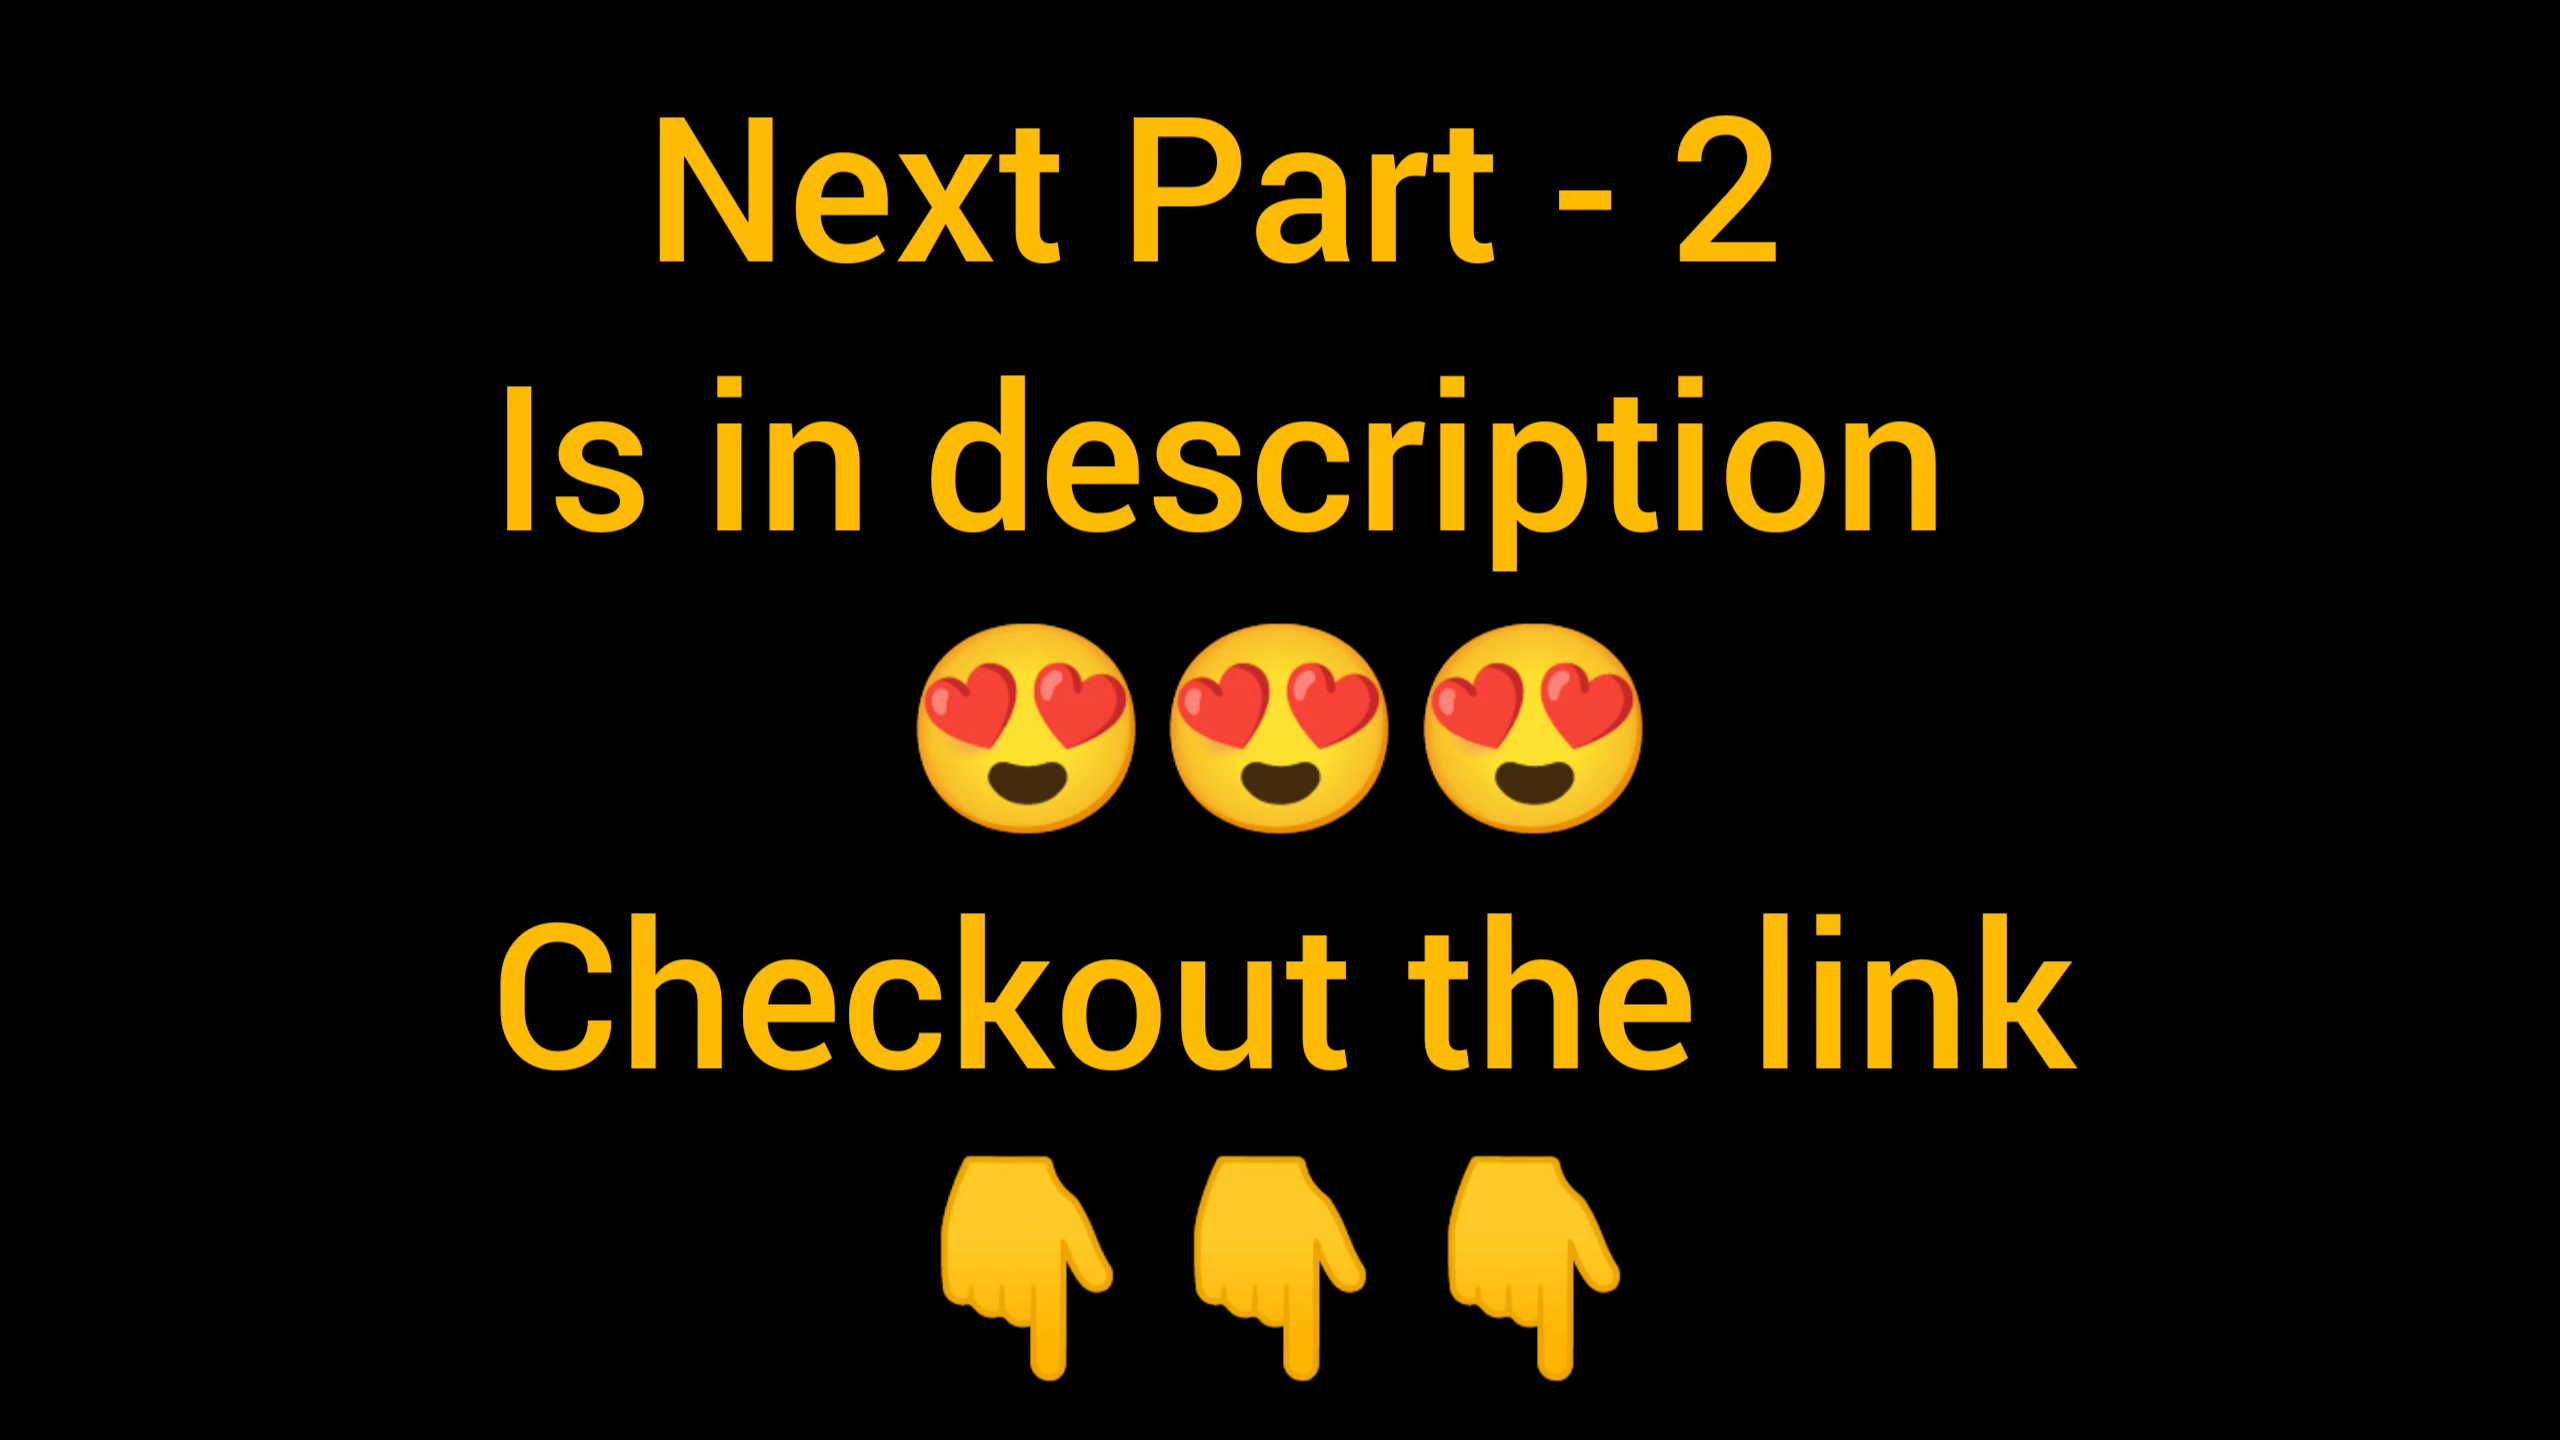 Next Part - 2
Is in description
😍😍😍
Checkout the link
👇👇👇